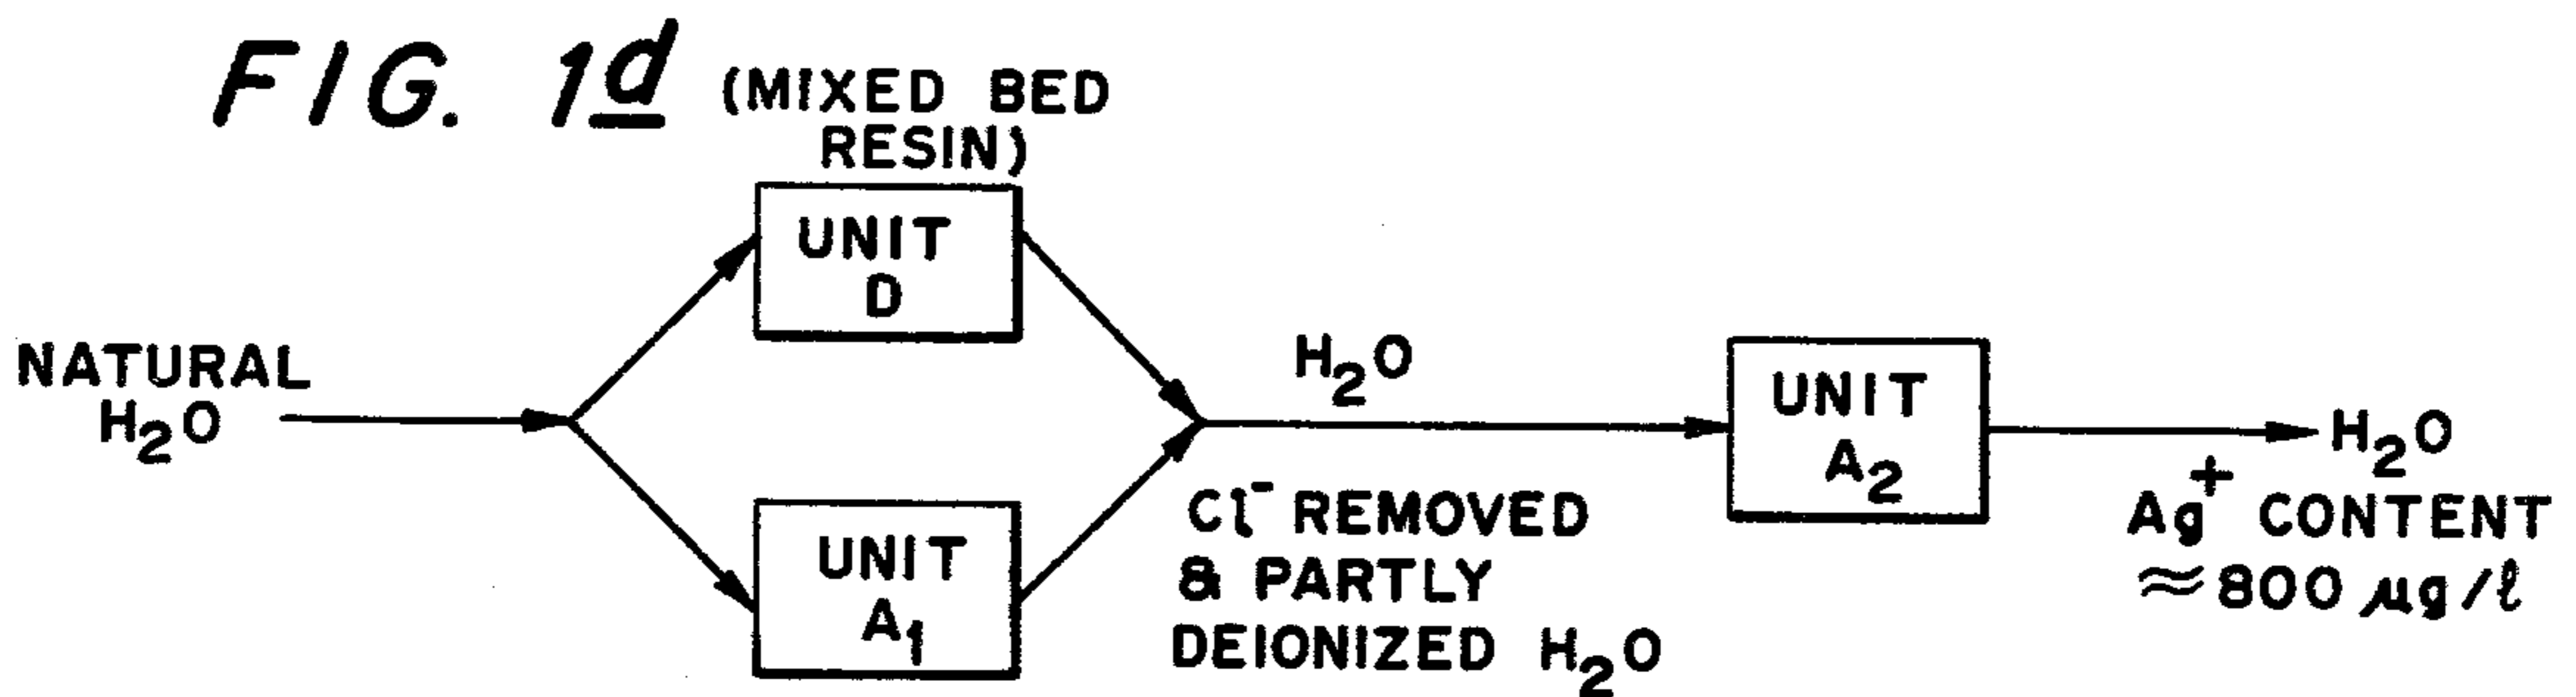 FIG. 1d
(MIXED BED
RESIN)
UNIT
D
NATURAL
H₂O
UNIT
A₁
H₂O
Cl⁻ REMOVED
& PARTLY
DEIONIZED H₂O
UNIT
A₂
H₂O
Ag⁺ CONTENT
≈800 μg/l